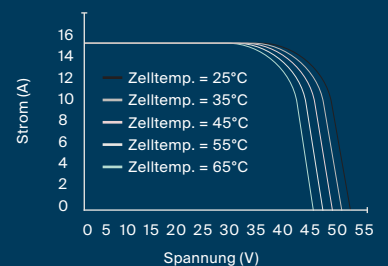 Strom (A)
16
14
12
10
8
6
4
2
0
Zelltemp. = 25°C
Zelltemp. = 35°C
Zelltemp. = 45°C
Zelltemp. = 55°C
Zelltemp. = 65°C
0 5 10 15 20 25 30 35 40 45 50 55
Spannung (V)